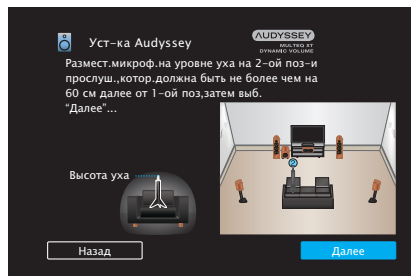 Уст-ка Audyssey
AUDYSSEY
MULTEQ XT
DYNAMIC VOLUME
Размест.микроф.на уровне уха на 2-ой поз-и
прослуш.,котор.должна быть не более чем на
60 см далее от 1-ой поз,затем выб.
“Далее”...
Высота уха
Назад
Далее